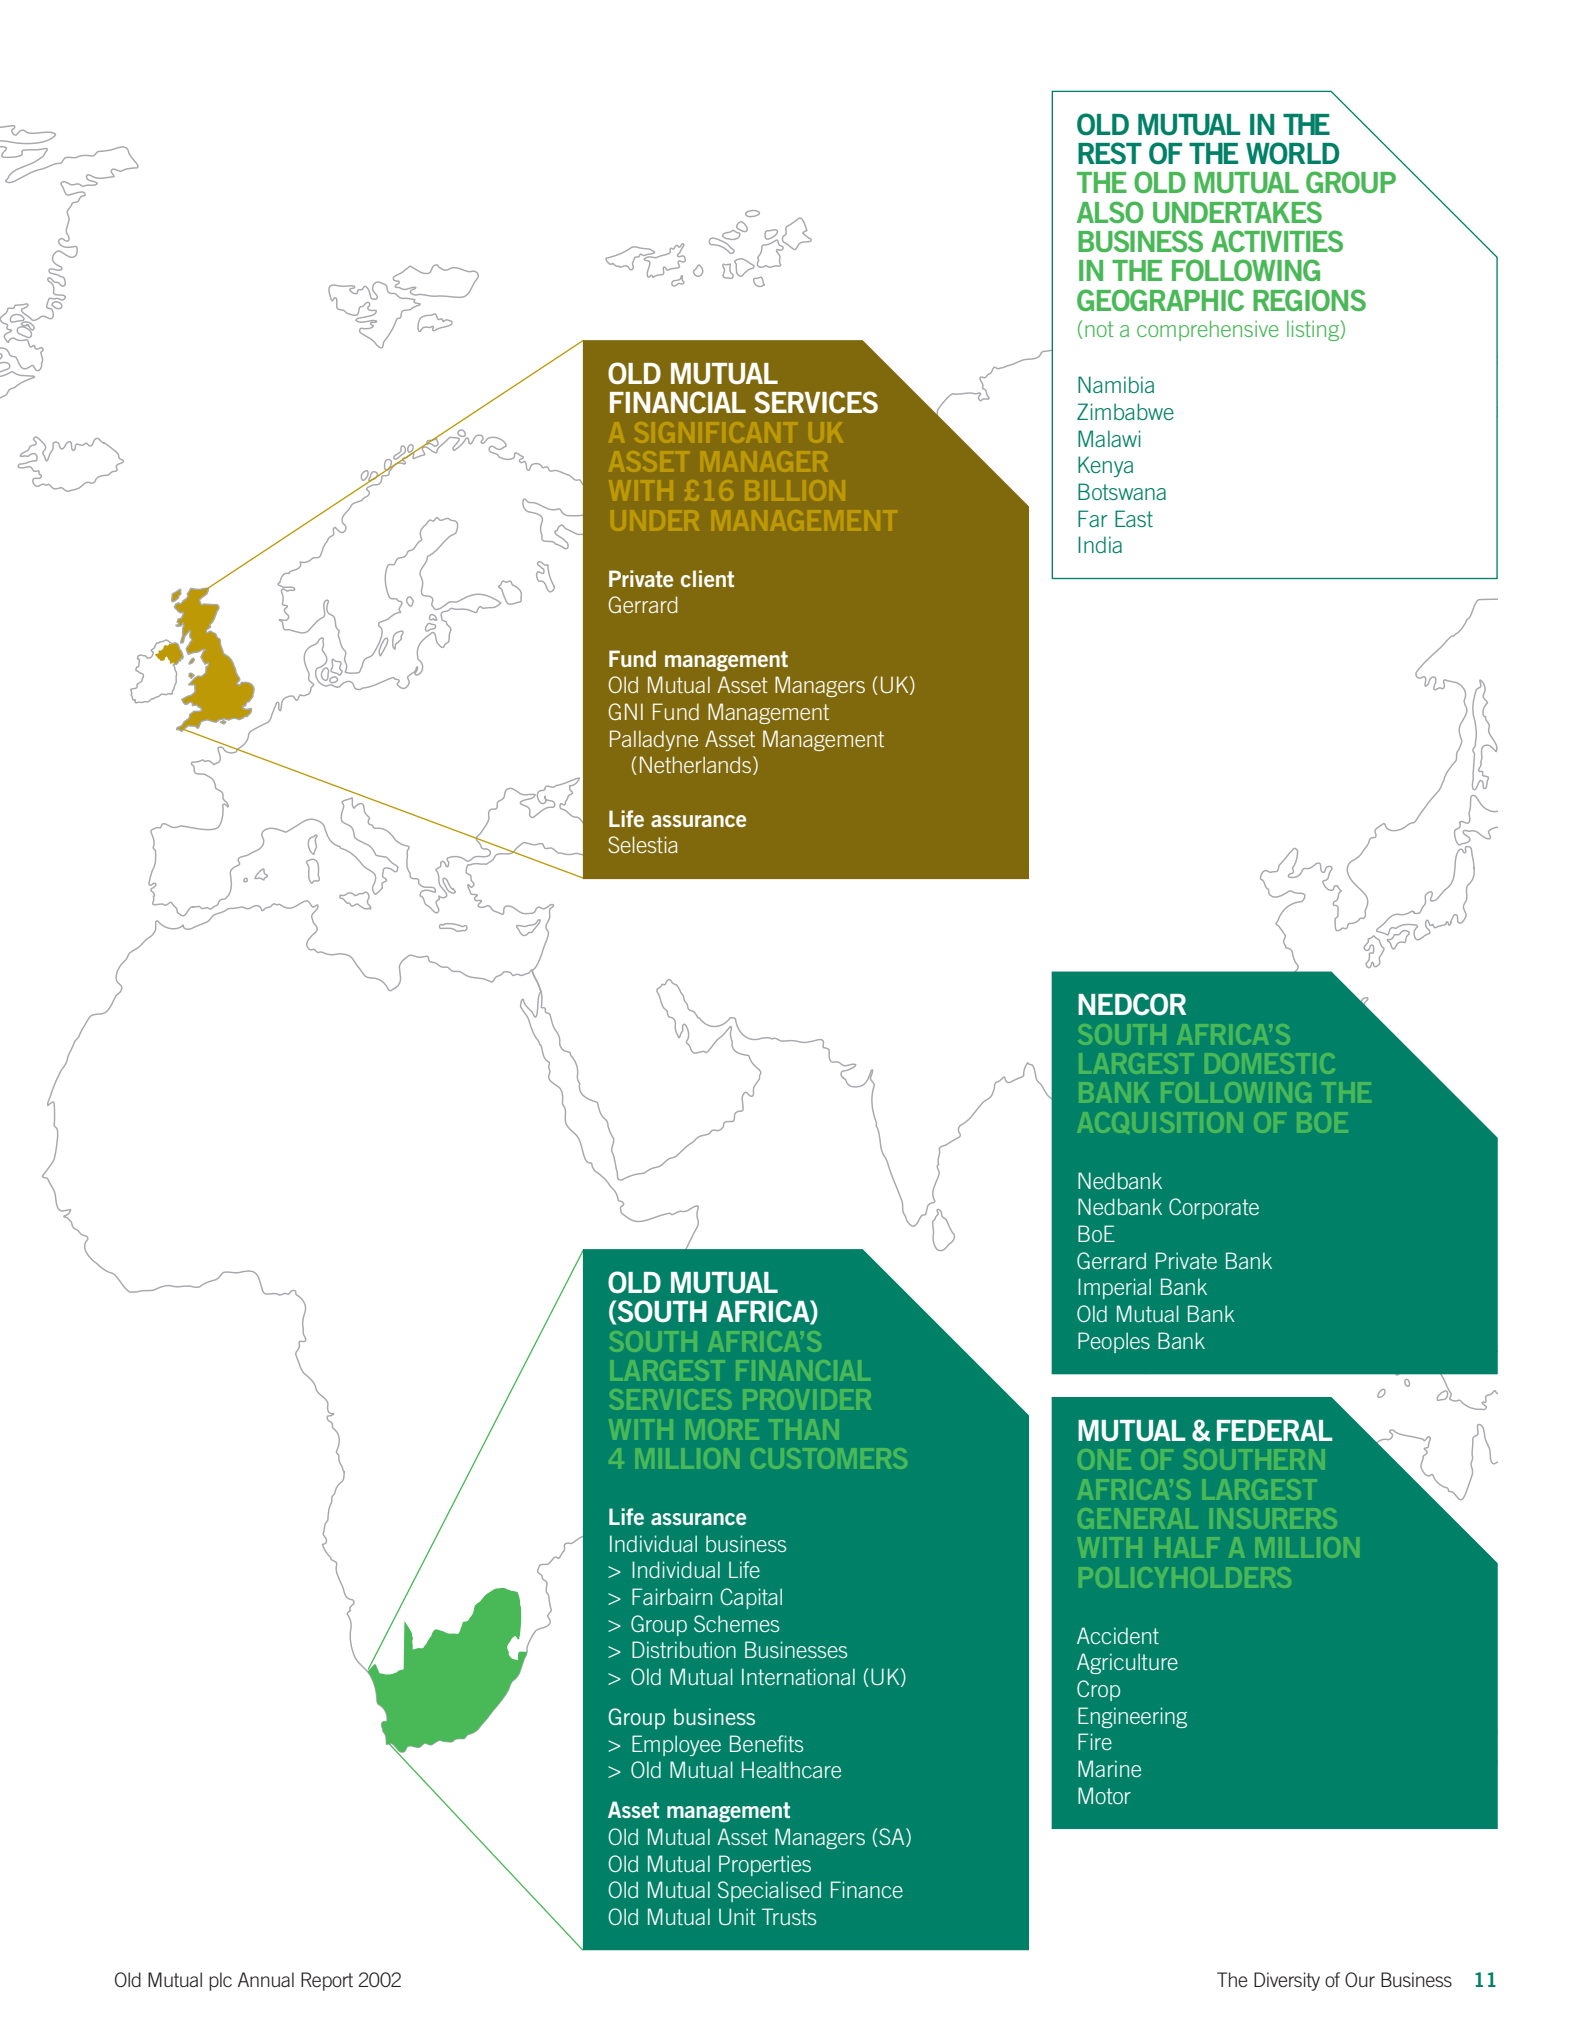 OLD MUTUAL IN THE
REST OF THE WORLD
THE OLD MUTUAL GROUP
ALSO UNDERTAKES
BUSINESS ACTIVITIES
IN THE FOLLOWING
GEOGRAPHIC REGIONS
(not a comprehensive listing)
Namibia
Zimbabwe
Malawi
Kenya
Botswana
Far East
India
OLD MUTUAL
FINANCIAL SERVICES
A SIGNIFICANT UK
ASSET MANAGER
WITH £16 BILLION
UNDER MANAGEMENT
Private client
Gerrard
Fund management
Old Mutual Asset Managers (UK)
GNI Fund Management
Palladyne Asset Management
(Netherlands)
Life assurance
Selestia
NEDCOR
SOUTH AFRICA'S
LARGEST DOMESTIC
BANK FOLLOWING THE
ACQUISITION OF BOE
Nedbank
Nedbank Corporate
BoE
Gerrard Private Bank
Imperial Bank
Old Mutual Bank
Peoples Bank
OLD MUTUAL
(SOUTH AFRICA)
SOUTH AFRICA'S
LARGEST FINANCIAL
SERVICES PROVIDER
WITH MORE THAN
4 MILLION CUSTOMERS
Life assurance
Individual business
> Individual Life
> Fairbairn Capital
> Group Schemes
> Distribution Businesses
> Old Mutual International (UK)
Group business
> Employee Benefits
> Old Mutual Healthcare
Asset management
Old Mutual Asset Managers (SA)
Old Mutual Properties
Old Mutual Specialised Finance
Old Mutual Unit Trusts
MUTUAL & FEDERAL
ONE OF SOUTHERN
AFRICA'S LARGEST
GENERAL INSURERS
WITH HALF A MILLION
POLICYHOLDERS
Accident
Agriculture
Crop
Engineering
Fire
Marine
Motor
Old Mutual plc Annual Report 2002
The Diversity of Our Business 11